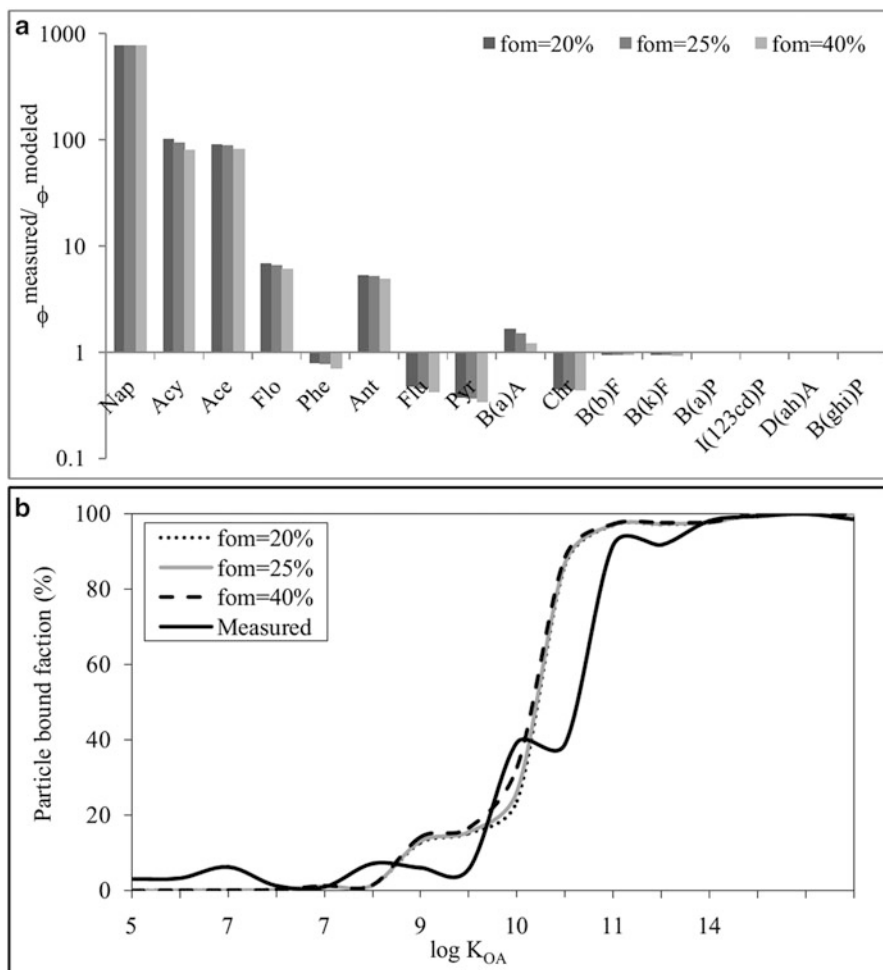 a
1000
100
10
1
0.1
ϕ measured/ ϕ modeled
fom=20% fom=25% fom=40%
Nap Acy Ace Flo Phe Ant Flu Pyr B(a)A Chr B(b)F B(k)F B(a)P I(123cd)P D(ah)A B(ghi)P
b
100
80
60
40
20
0
Particle bound faction (%)
fom=20%
fom=25%
fom=40%
Measured
5 7 7 9 10 11 14
log KOA